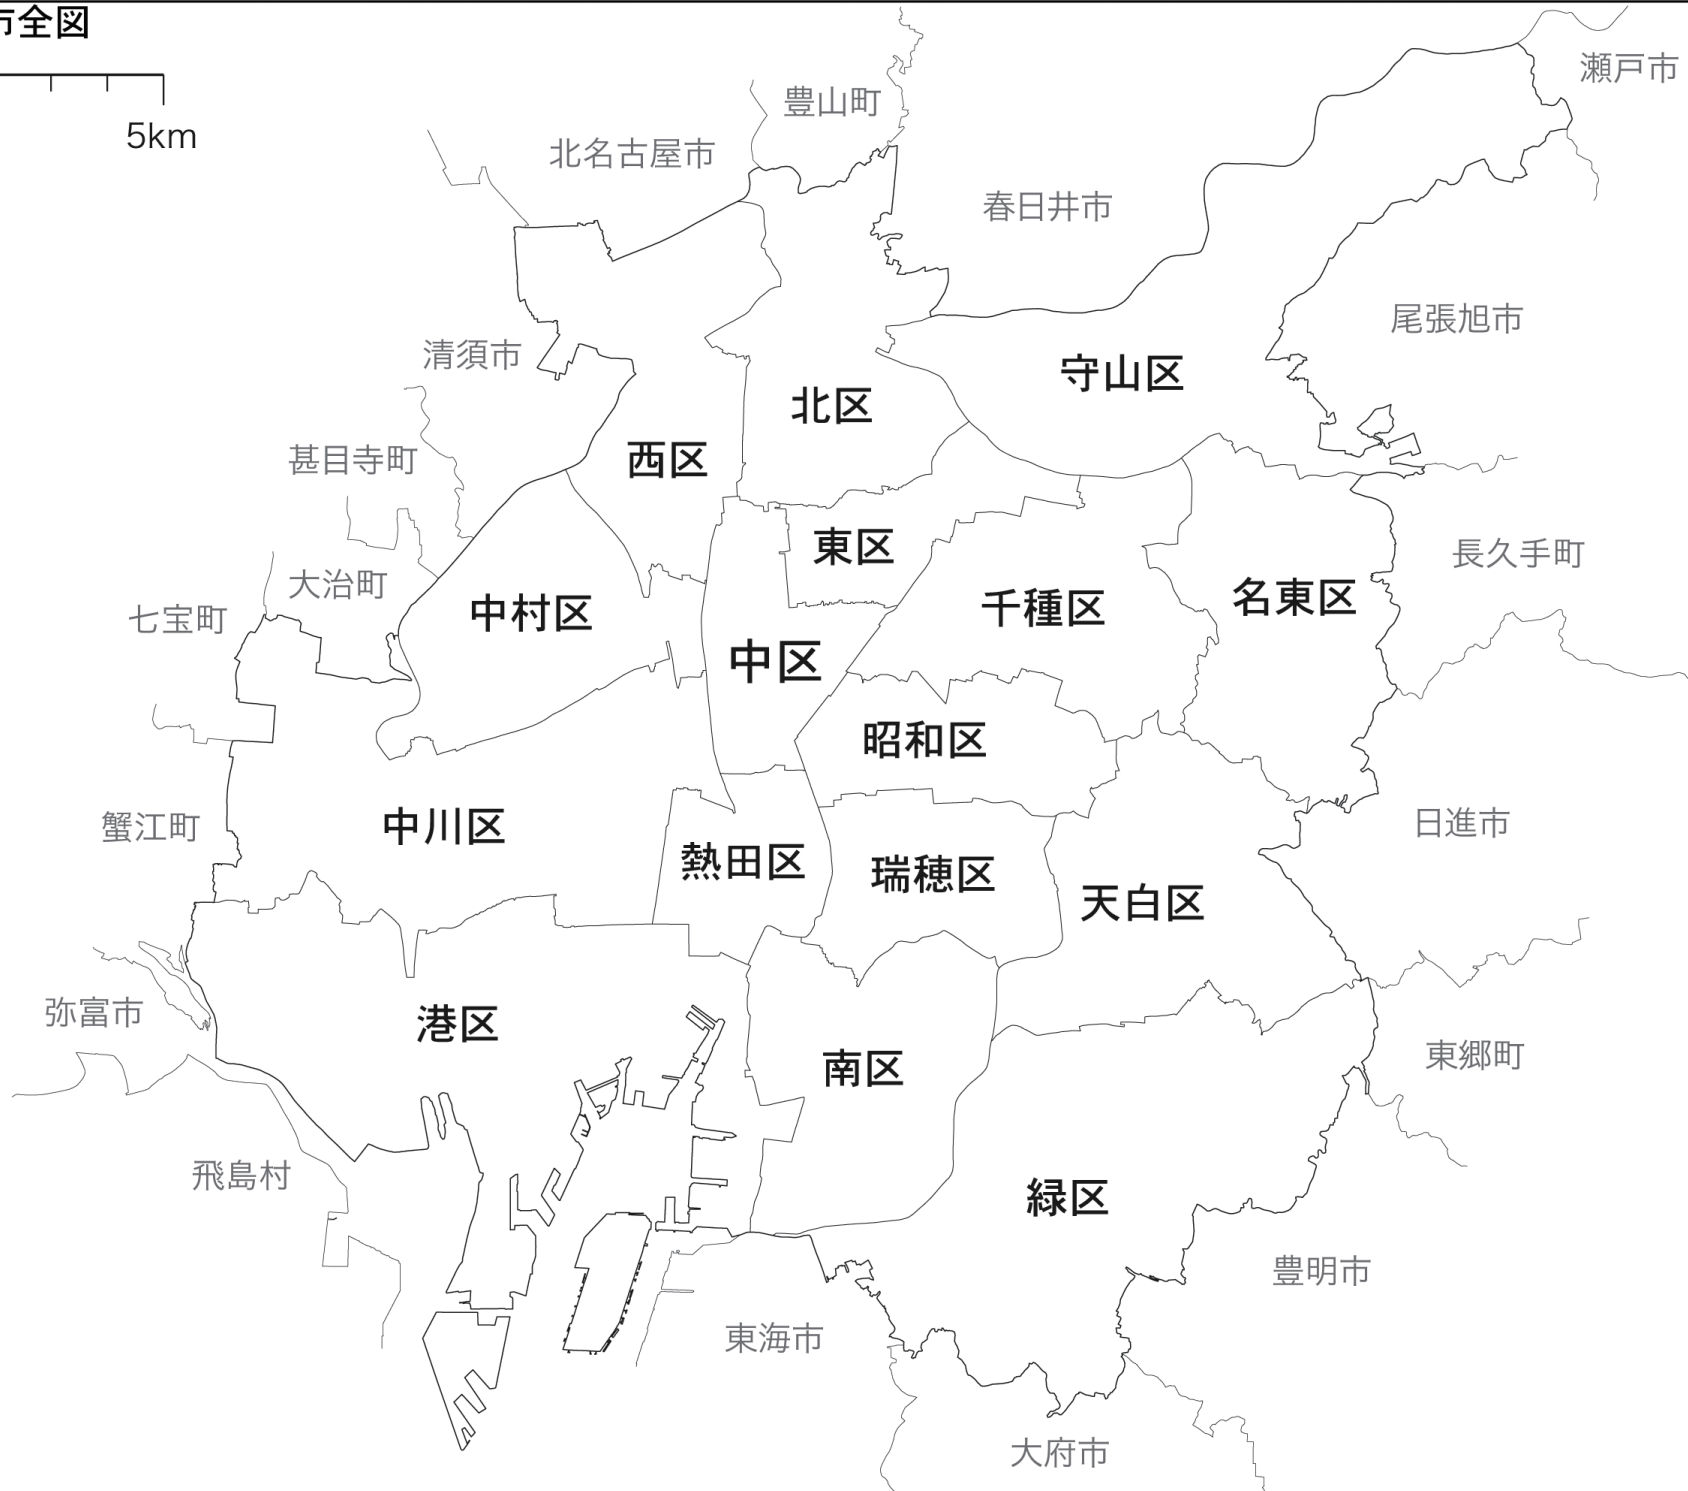 市全図
瀬戸市
豊山町
5km
北名古屋市
春日井市
尾張旭市
清須市
守山区
北区
甚目寺町
西区
東区
長久手町
大治町
名東区
千種区
七宝町
中村区
中区
昭和区
日進市
蟹江町
中川区
熱田区
瑞穂区
天白区
弥富市
港区
東郷町
南区
飛島村
緑区
豊明市
東海市
大府市